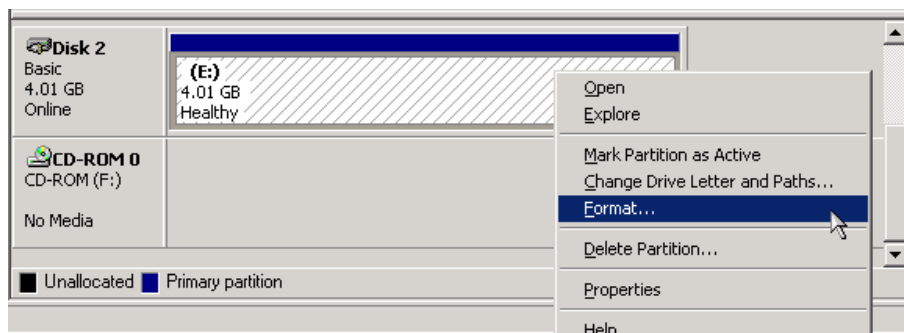 Disk 2
Basic
4.01 GB
Online
(E:)
4.01 GB
Healthy
CD-ROM 0
CD-ROM (F:)
No Media
Unallocated Primary partition
Open
Explore
Mark Partition as Active
Change Drive Letter and Paths...
Format...
Delete Partition...
Properties
Help